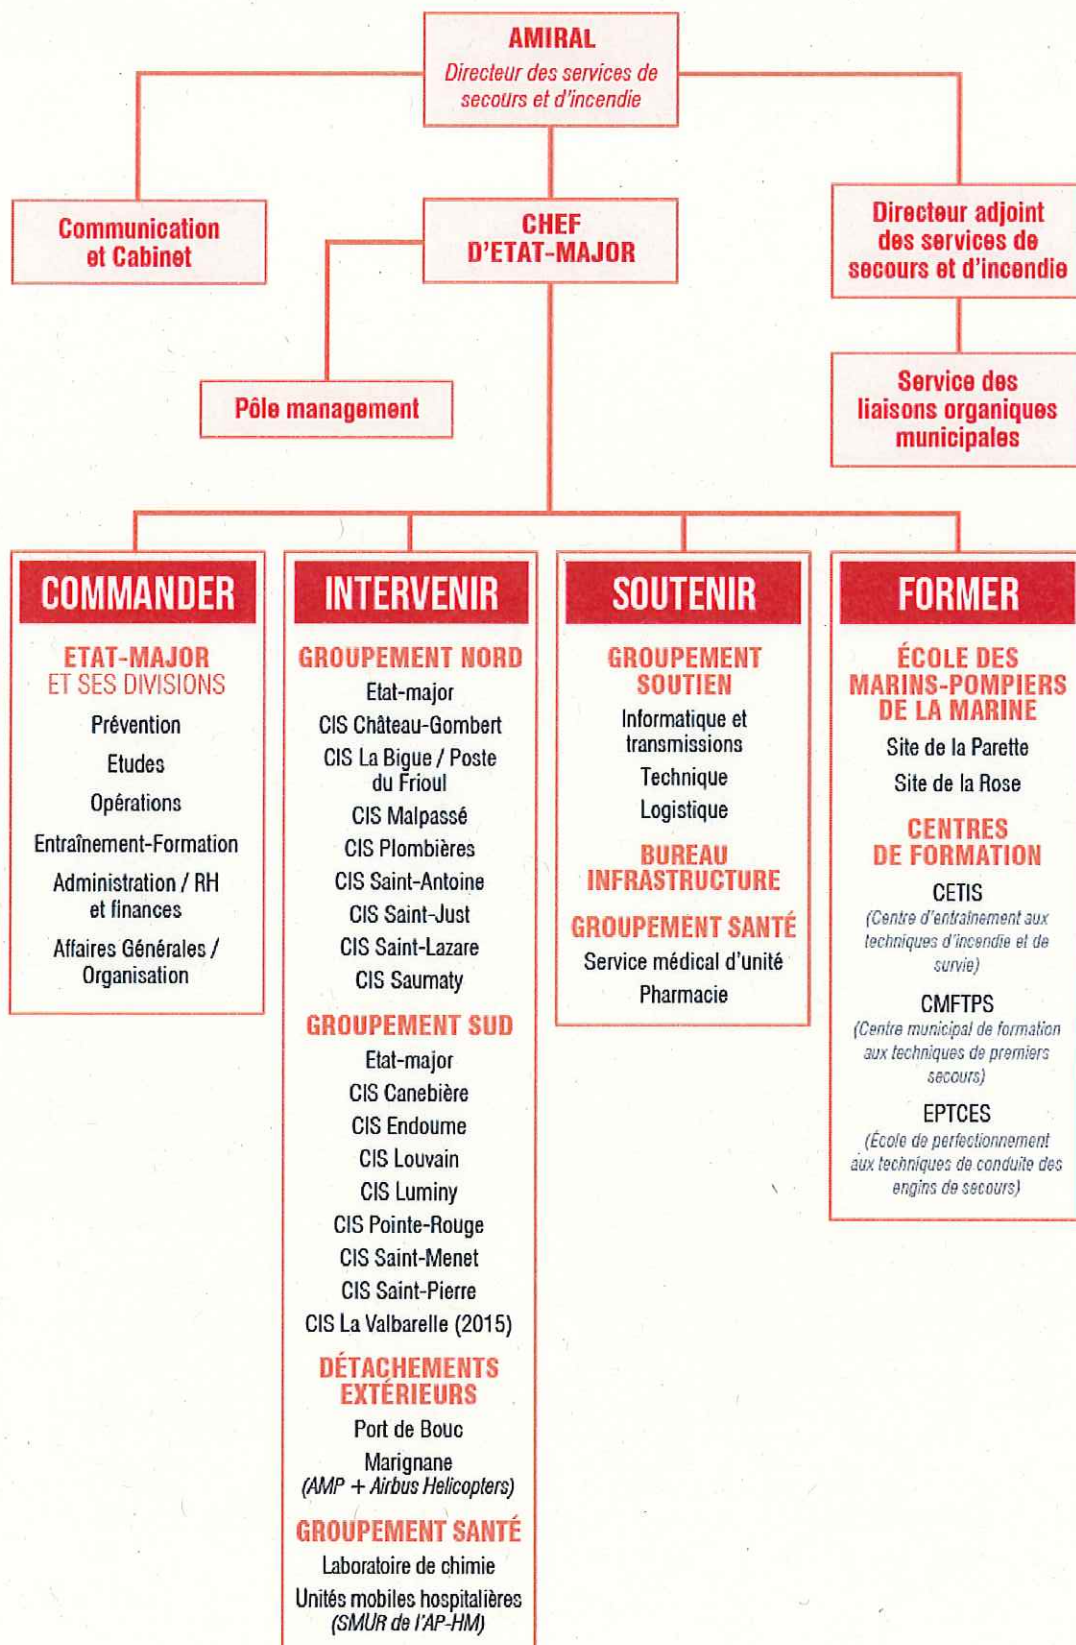 AMIRAL
Directeur des services de
secours et d'incendie
Communication
et Cabinet
CHEF
D'ETAT-MAJOR
Directeur adjoint
des services de
secours et d'incendie
Pôle management
Service des
liaisons organiques
municipales
COMMANDER
ETAT-MAJOR
ET SES DIVISIONS
Prévention
Etudes
Opérations
Entraînement-Formation
Administration / RH
et finances
Affaires Générales /
Organisation
INTERVENIR
GROUPEMENT NORD
Etat-major
CIS Château-Gombert
CIS La Bigue / Poste
du Frioul
CIS Malpassé
CIS Plombières
CIS Saint-Antoine
CIS Saint-Just
CIS Saint-Lazare
CIS Saumaty
GROUPEMENT SUD
Etat-major
CIS Canebière
CIS Endoume
CIS Louvain
CIS Luminy
CIS Pointe-Rouge
CIS Saint-Menet
CIS Saint-Pierre
CIS La Valbarelle (2015)
DÉTACHEMENTS
EXTÉRIEURS
Port de Bouc
Marignane
(AMP + Airbus Helicopters)
GROUPEMENT SANTÉ
Laboratoire de chimie
Unités mobiles hospitalières
(SMUR de l'AP-HM)
SOUTENIR
GROUPEMENT
SOUTIEN
Informatique et
transmissions
Technique
Logistique
BUREAU
INFRASTRUCTURE
GROUPEMENT SANTÉ
Service médical d'unité
Pharmacie
FORMER
ÉCOLE DES
MARINS-POMPIERS
DE LA MARINE
Site de la Parette
Site de la Rose
CENTRES
DE FORMATION
CETIS
(Centre d'entraînement aux
techniques d'incendie et de
survie)
CMFTPS
(Centre municipal de formation
aux techniques de premiers
secours)
EPTCES
(École de perfectionnement
aux techniques de conduite des
engins de secours)